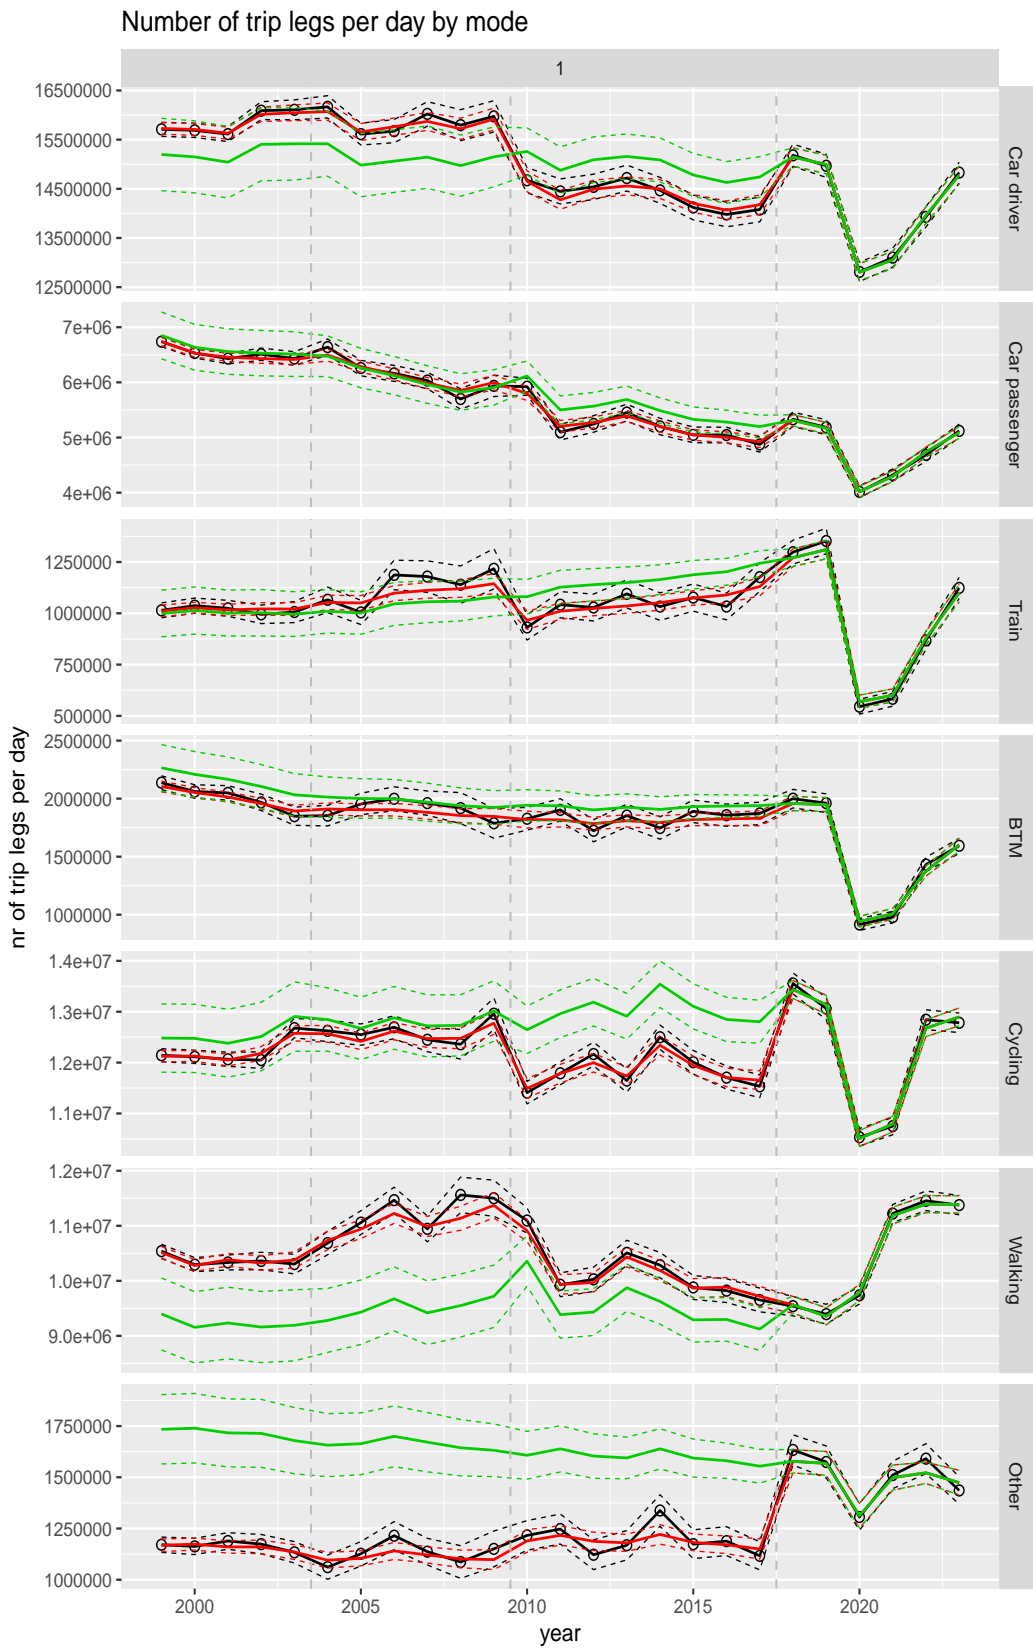 Number of trip legs per day by mode
1
16500000
15500000
14500000
13500000
12500000
Car driver
7e+06
6e+06
5e+06
4e+06
Car passenger
1250000
1000000
750000
500000
Train
2500000
2000000
1500000
1000000
BTM
1.4e+07
1.3e+07
1.2e+07
1.1e+07
Cycling
1.2e+07
1.1e+07
1.0e+07
9.0e+06
Walking
1750000
1500000
1250000
1000000
Other
nr of trip legs per day
2000
2005
2010
2015
2020
year